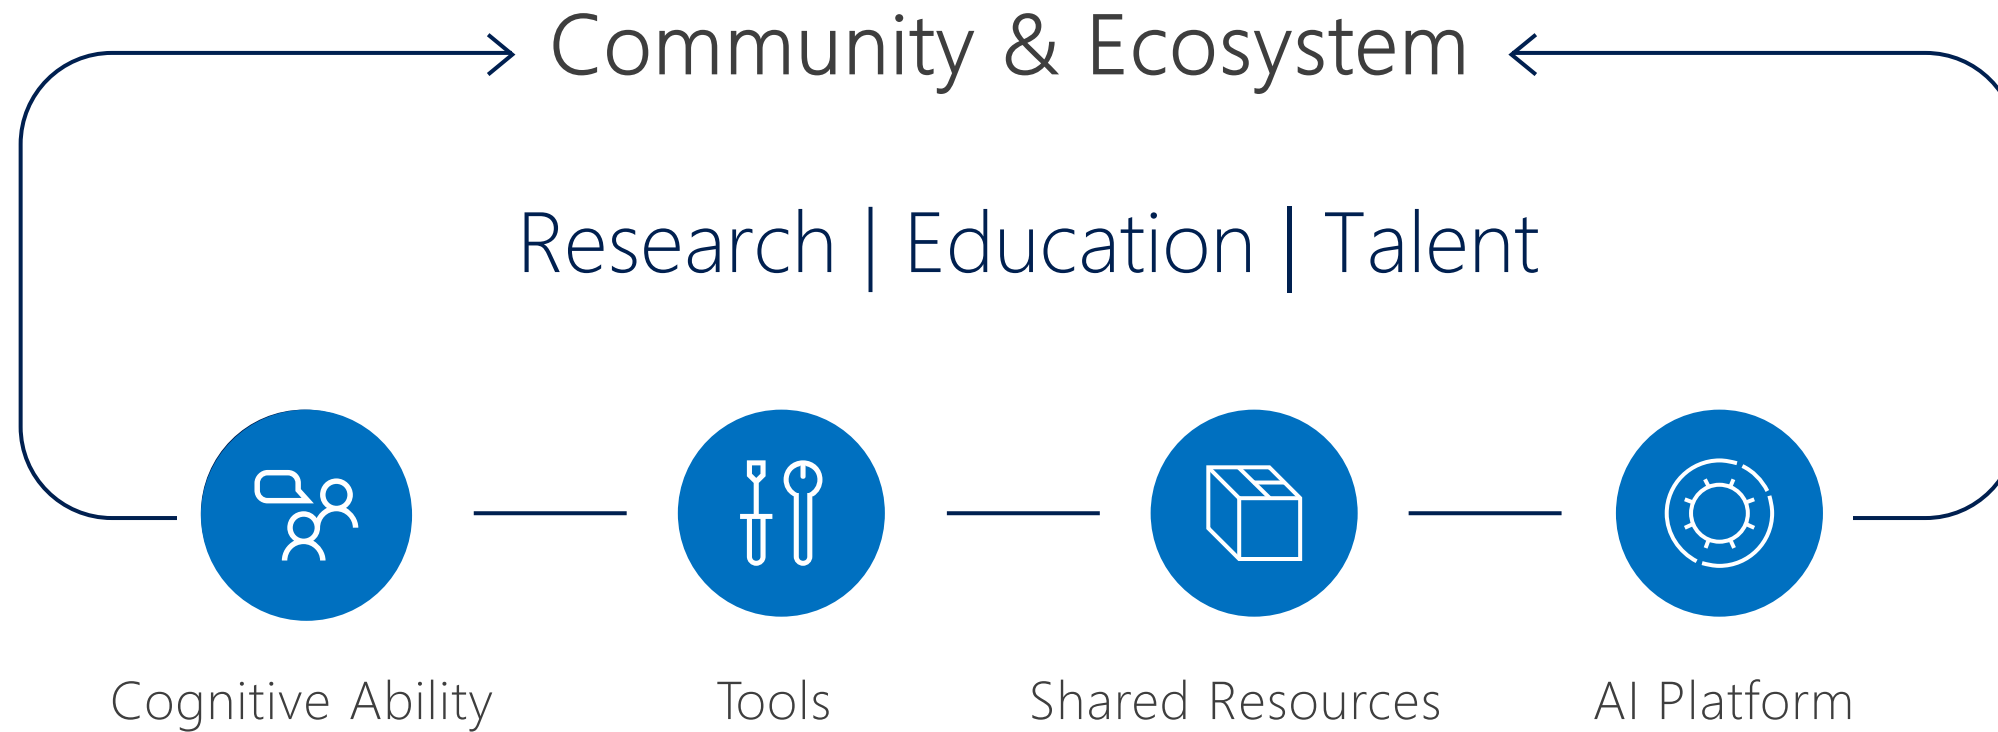 Community & Ecosystem
Research | Education | Talent
Cognitive Ability
Tools
Shared Resources
AI Platform